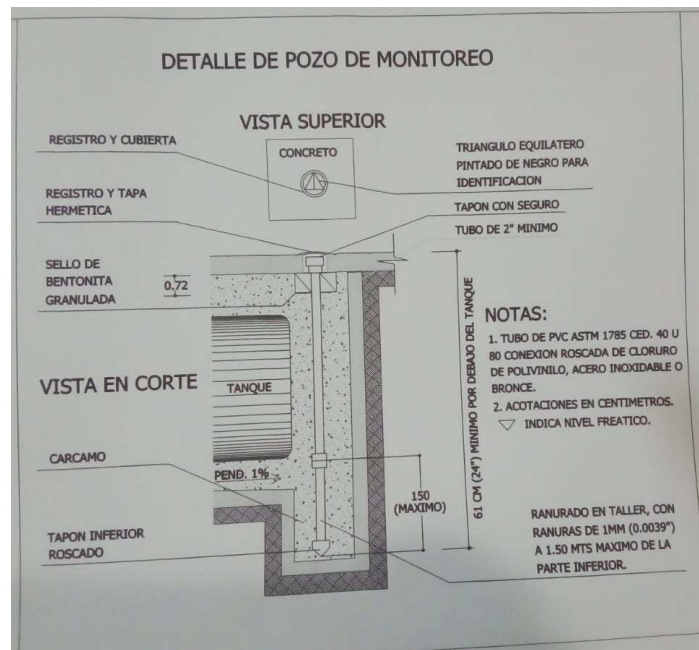 DETALLE DE POZO DE MONITOREO
VISTA SUPERIOR
REGISTRO Y CUBIERTA
CONCRETO
TRIANGULO EQUILATERO
PINTADO DE NEGRO PARA
IDENTIFICACION
REGISTRO Y TAPA
HERMETICA
TAPON CON SEGURO
TUBO DE 2" MINIMO
SELLO DE
BENTONITA
GRANULADA
0.72
VISTA EN CORTE
TANQUE
61 CM (24") MINIMO POR DEBAJO DEL TANQUE
NOTAS:
1. TUBO DE PVC ASTM 1785 CED. 40 U
80 CONEXION ROSCADA DE CLORURO
DE POLIVINILO, ACERO INOXIDABLE O
BRONCE.
2. ACOTACIONES EN CENTIMETROS.
INDICA NIVEL FREATICO.
CARCAMO
PEND. 1%
150
(MAXIMO)
TAPON INFERIOR
ROSCADO
RANURADO EN TALLER, CON
RANURAS DE 1MM (0.0039")
A 1.50 MTS MAXIMO DE LA
PARTE INFERIOR.